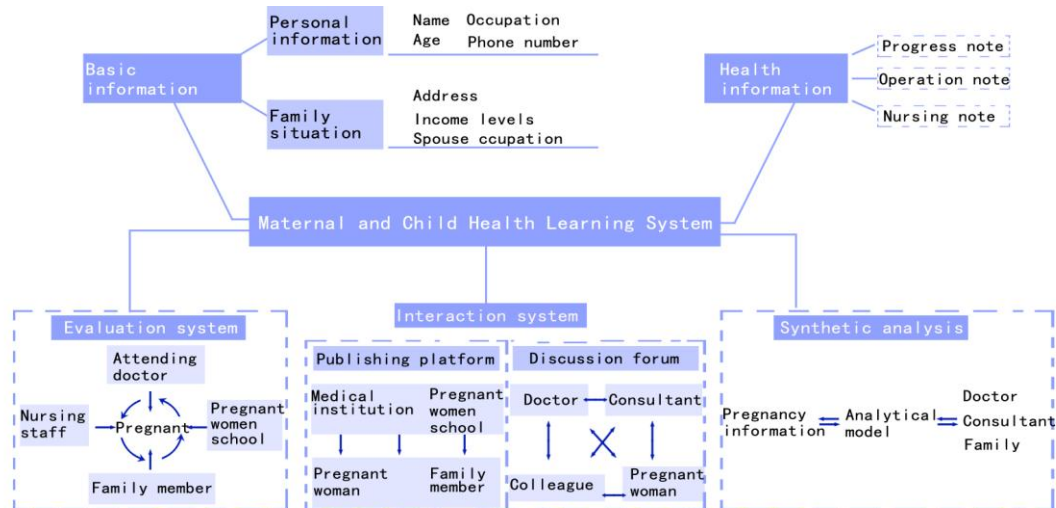 Personal
information
Name Occupation
Age Phone number
Basic
information
Family
situation
Address
Income levels
Spouse ccupation
Health
information
Progress note
Operation note
Nursing note
Maternal and Child Health Learning System
Evaluation system
Attending
doctor
Nursing
staff
Pregnant
Pregnant
women
school
Family member
Interaction system
Publishing platform
Medical
institution
Pregnant
women
school
Pregnant
woman
Family
member
Discussion forum
Doctor
Consultant
Colleague
Pregnant
woman
Synthetic analysis
Pregnancy
information
Analytical
model
Doctor
Consultant
Family